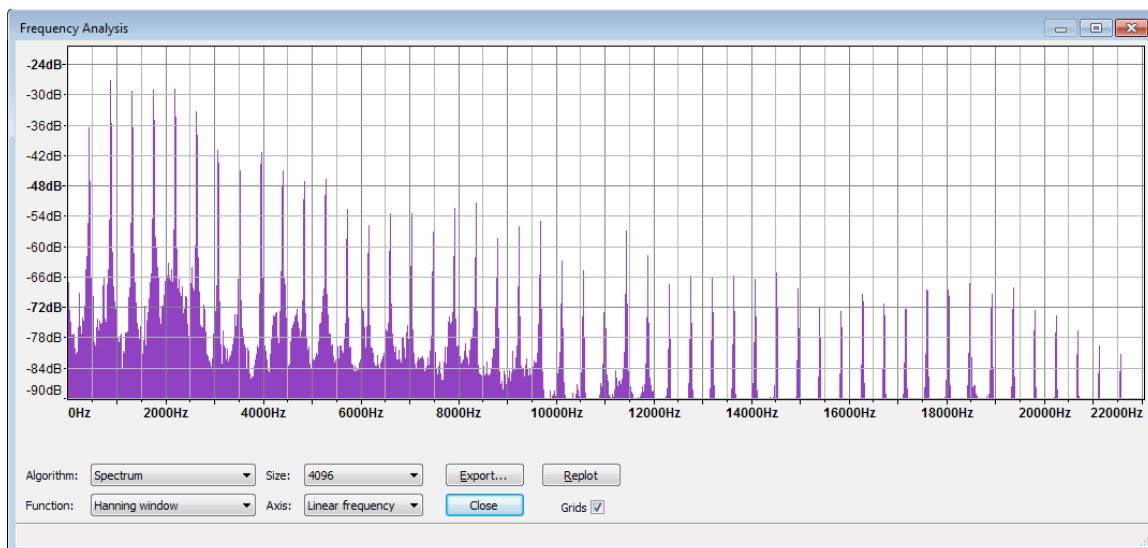 Frequency Analysis
-24dB
-30dB
-36dB
-42dB
-48dB
-54dB
-60dB
-66dB
-72dB
-78dB
-84dB
-90dB
0Hz 2000Hz 4000Hz 6000Hz 8000Hz 10000Hz 12000Hz 14000Hz 16000Hz 18000Hz 20000Hz 22000Hz
Algorithm: Spectrum Size: 4096 Export... Replot
Function: Hanning window Axis: Linear frequency Close Grids